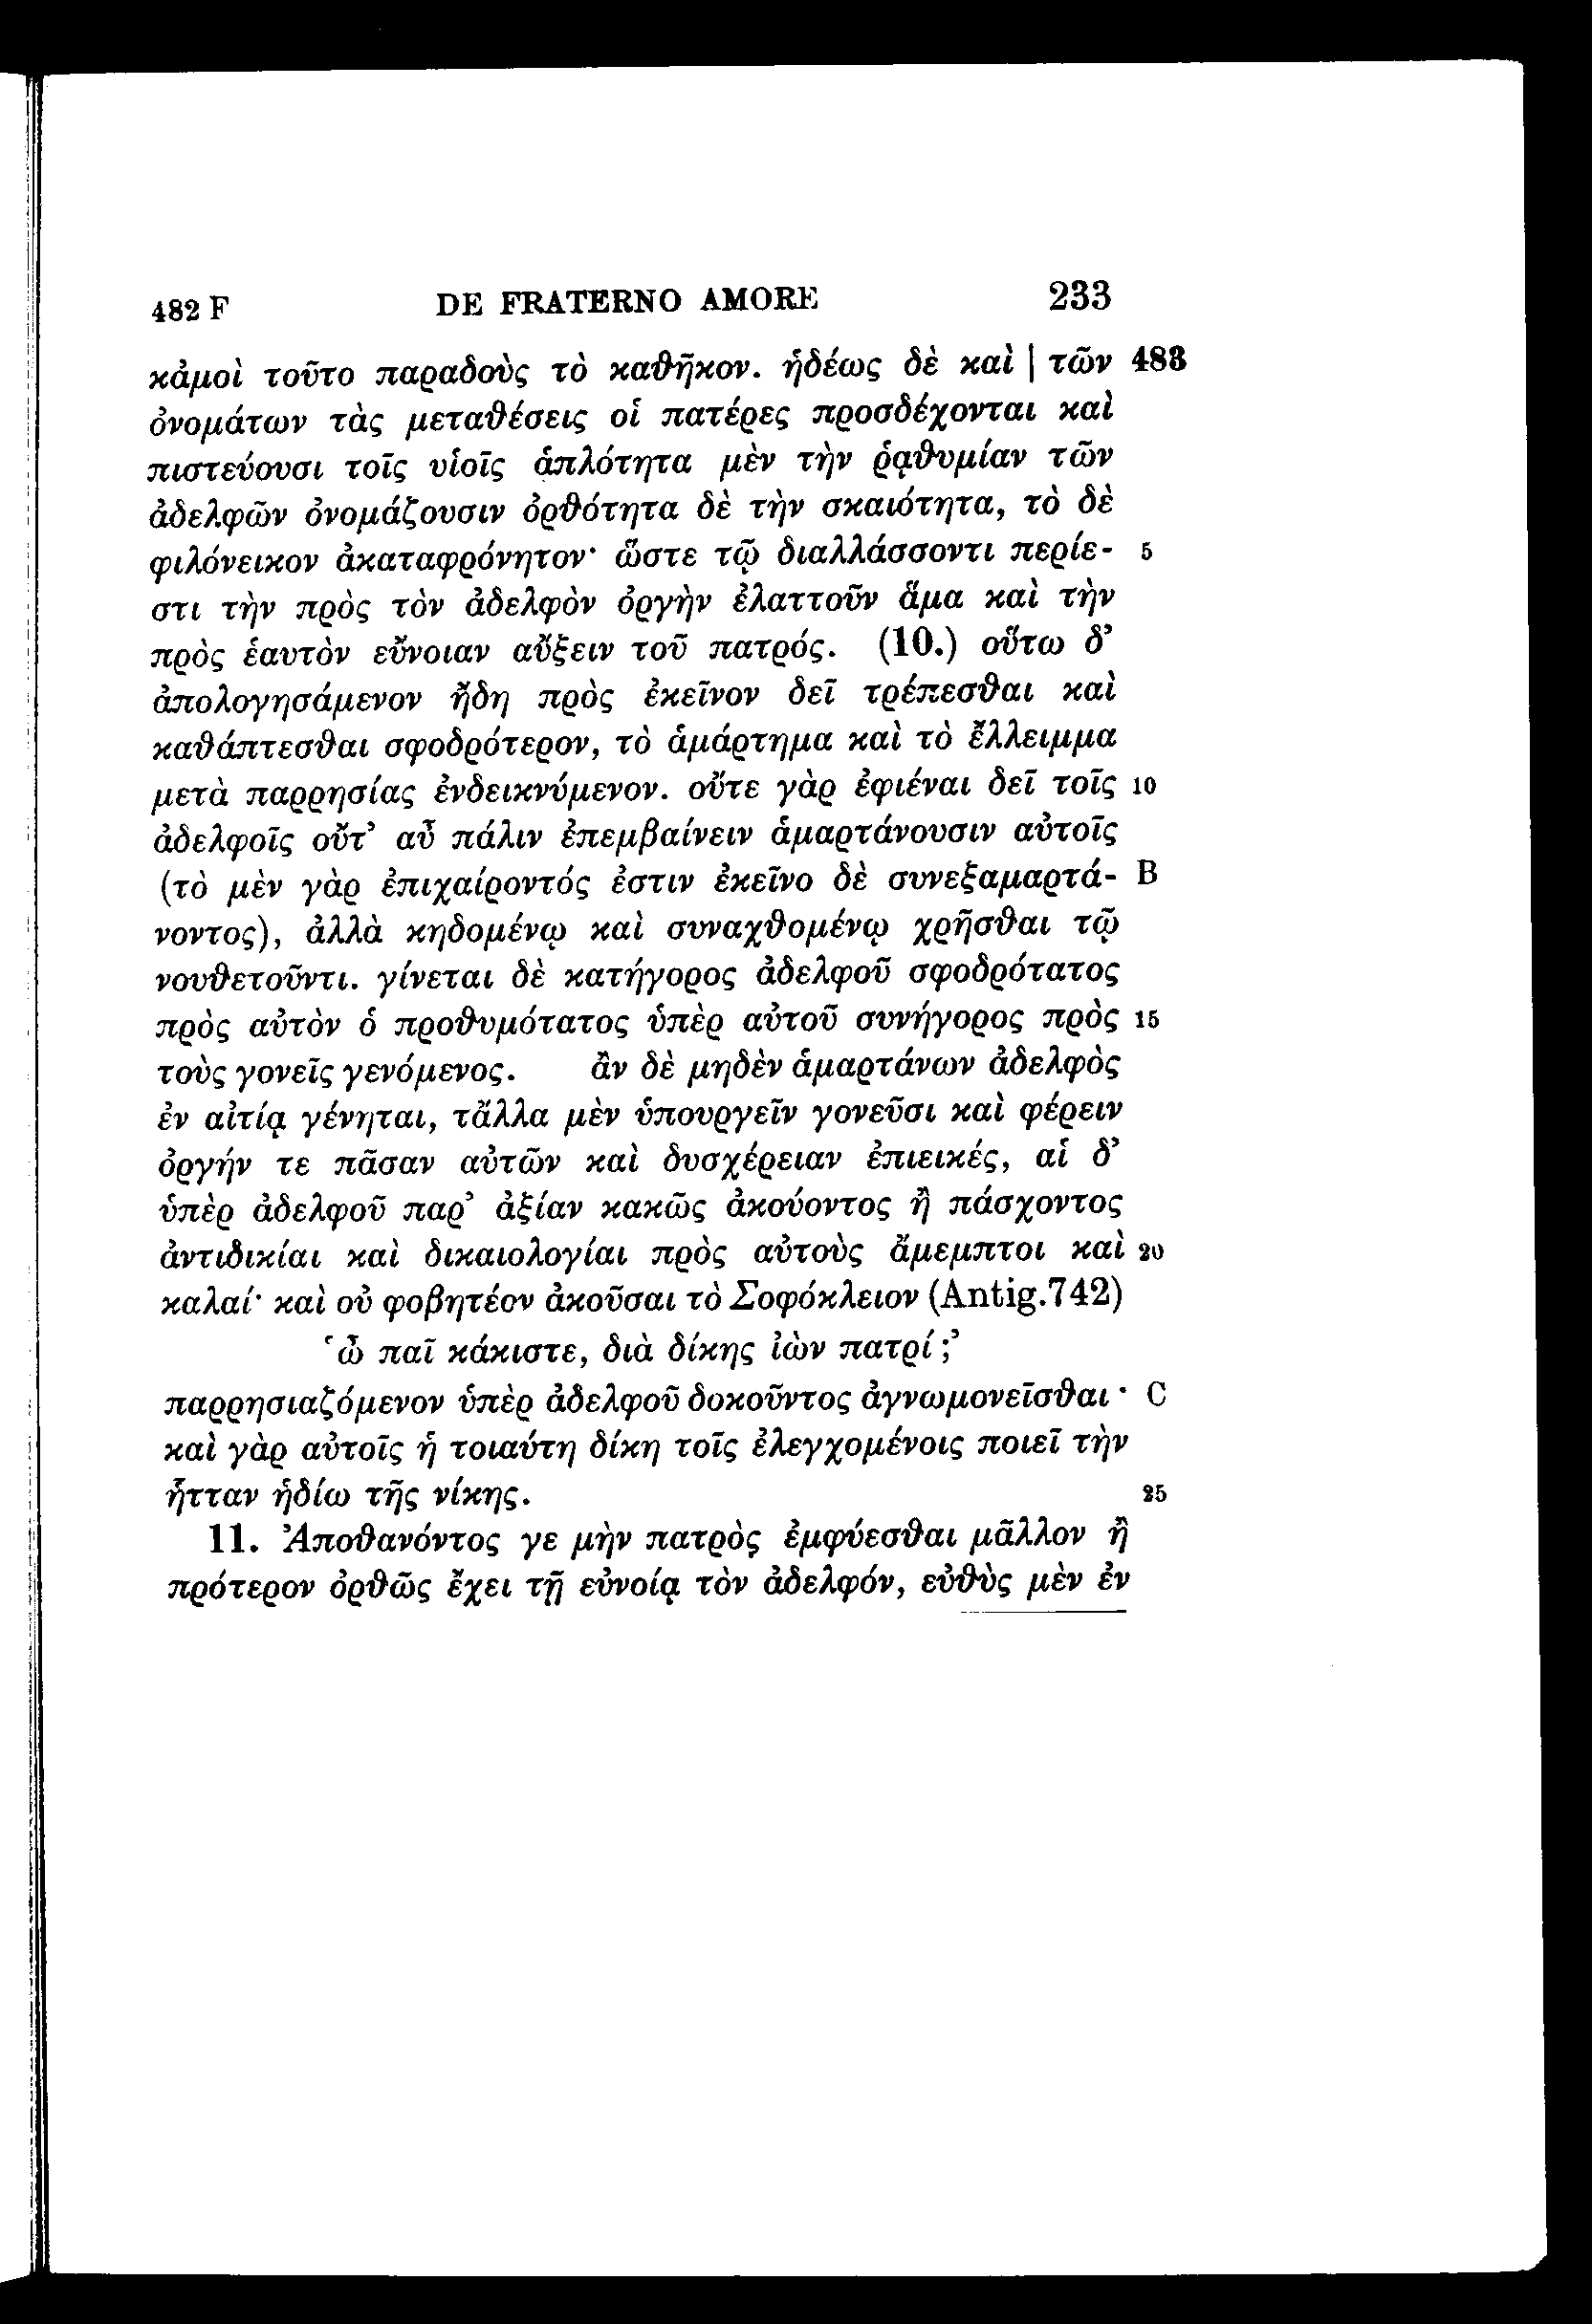 482 F DE FRATERNO AMORE 233
κἀμοὶ τοῦτο παραδοὺς τὸ καθῆκον. ἡδέως δὲ καὶ | τῶν 483
ὀνομάτων τὰς μεταθέσεις οἱ πατέρες προσδέχονται καὶ
πιστεύουσι τοῖς υἱοῖς ἁπλότητα μὲν τὴν ῥᾳθυμίαν τῶν
ἀδελφῶν ὀνομάζουσιν ὀρθότητα δὲ τὴν σκαιότητα, τὸ δὲ
φιλόνεικον ἀκαταφρόνητον· ὥστε τῷ διαλλάσσοντι περίε- 5
στι τὴν πρὸς τὸν ἀδελφὸν ὀργὴν ἐλαττοῦν ἅμα καὶ τὴν
πρὸς ἑαυτὸν εὔνοιαν αὔξειν τοῦ πατρός. (10.) οὕτω δ’
ἀπολογησάμενον ἤδη πρὸς ἐκεῖνον δεῖ τρέπεσθαι καὶ
καθάπτεσθαι σφοδρότερον, τὸ ἁμάρτημα καὶ τὸ ἔλλειμμα
μετὰ παρρησίας ἐνδεικνύμενον. οὔτε γὰρ ἐφιέναι δεῖ τοῖς 10
ἀδελφοῖς οὔτ’ αὖ πάλιν ἐπεμβαίνειν ἁμαρτάνουσιν αὐτοῖς
(τὸ μὲν γὰρ ἐπιχαίροντός ἐστιν ἐκεῖνο δὲ συνεξαμαρτά- B
νοντος), ἀλλὰ κηδομένῳ καὶ συναχθομένῳ χρῆσθαι τῷ
νουθετοῦντι. γίνεται δὲ κατήγορος ἀδελφοῦ σφοδρότατος
πρὸς αὐτὸν ὁ προθυμότατος ὑπὲρ αὐτοῦ συνήγορος πρὸς 15
τοὺς γονεῖς γενόμενος. ἂν δὲ μηδὲν ἁμαρτάνων ἀδελφὸς
ἐν αἰτίᾳ γένηται, τἄλλα μὲν ὑπουργεῖν γονεῦσι καὶ φέρειν
ὀργήν τε πᾶσαν αὐτῶν καὶ δυσχέρειαν ἐπιεικές, αἱ δ’
ὑπὲρ ἀδελφοῦ παρ’ ἀξίαν κακῶς ἀκούοντος ἢ πάσχοντος
ἀντιδικίαι καὶ δικαιολογίαι πρὸς αὐτοὺς ἄμεμπτοι καὶ 20
καλαί· καὶ οὐ φοβητέον ἀκοῦσαι τὸ Σοφόκλειον (Antig. 742)
‘ὦ παῖ κάκιστε, διὰ δίκης ἰὼν πατρί;’
παρρησιαζόμενον ὑπὲρ ἀδελφοῦ δοκοῦντος ἀγνωμονεῖσθαι· C
καὶ γὰρ αὐτοῖς ἡ τοιαύτη δίκη τοῖς ἐλεγχομένοις ποιεῖ τὴν
ἧτταν ἡδίω τῆς νίκης. 25
11. Ἀποθανόντος γε μὴν πατρὸς ἐμφύεσθαι μᾶλλον ἢ
πρότερον ὀρθῶς ἔχει τῇ εὐνοίᾳ τὸν ἀδελφόν, εὐθὺς μὲν ἐν